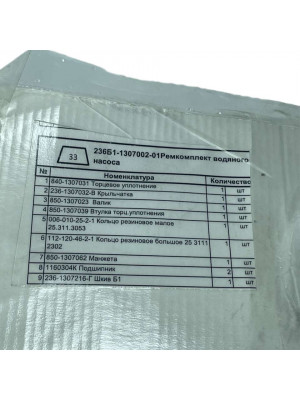 33
236Б1-1307002-01Ремкомплект водяного
насоса
№ Номенклатура Количество
1 840-1307031 Торцевое уплотнение 1 шт
2 236-1307032-В Крыльчатка 1 шт
3 850-1307023 Валик 1 шт
4 850-1307039 Втулка торц.уплотнения 1 шт
5 006-010-25-2-1 Кольцо резиновое малое 1 шт
25.311.3053
6 112-120-46-2-1 Кольцо резиновое большое 25 3111 1 шт
2302
7 850-1307062 Манжета 1 шт
8 1160304К Подшипник 2 шт
9 236-1307216-Г Шкив Б1 1 шт